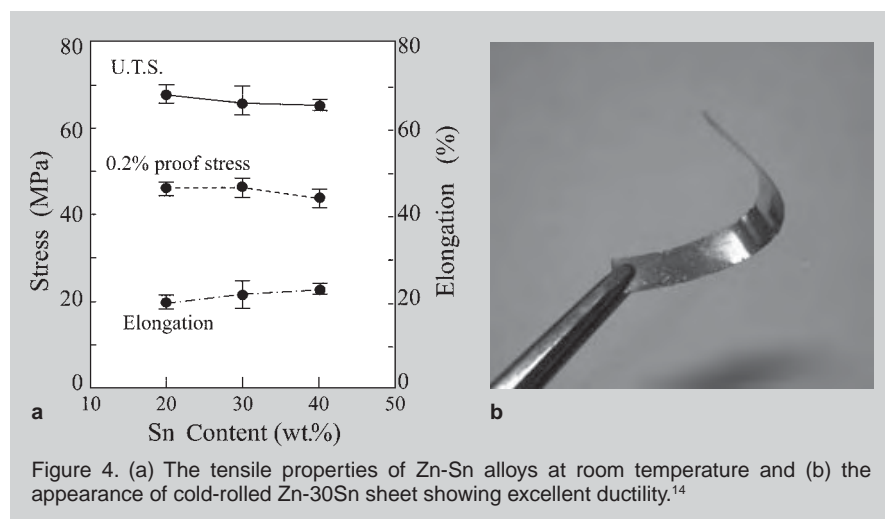 80
60
40
20
0
Stress (MPa)
U.T.S.
0.2% proof stress
Elongation
80
60
40
20
0
Elongation (%)
10 20 30 40 50
Sn Content (wt.%)
a
b
Figure 4. (a) The tensile properties of Zn-Sn alloys at room temperature and (b) the
appearance of cold-rolled Zn-30Sn sheet showing excellent ductility.14